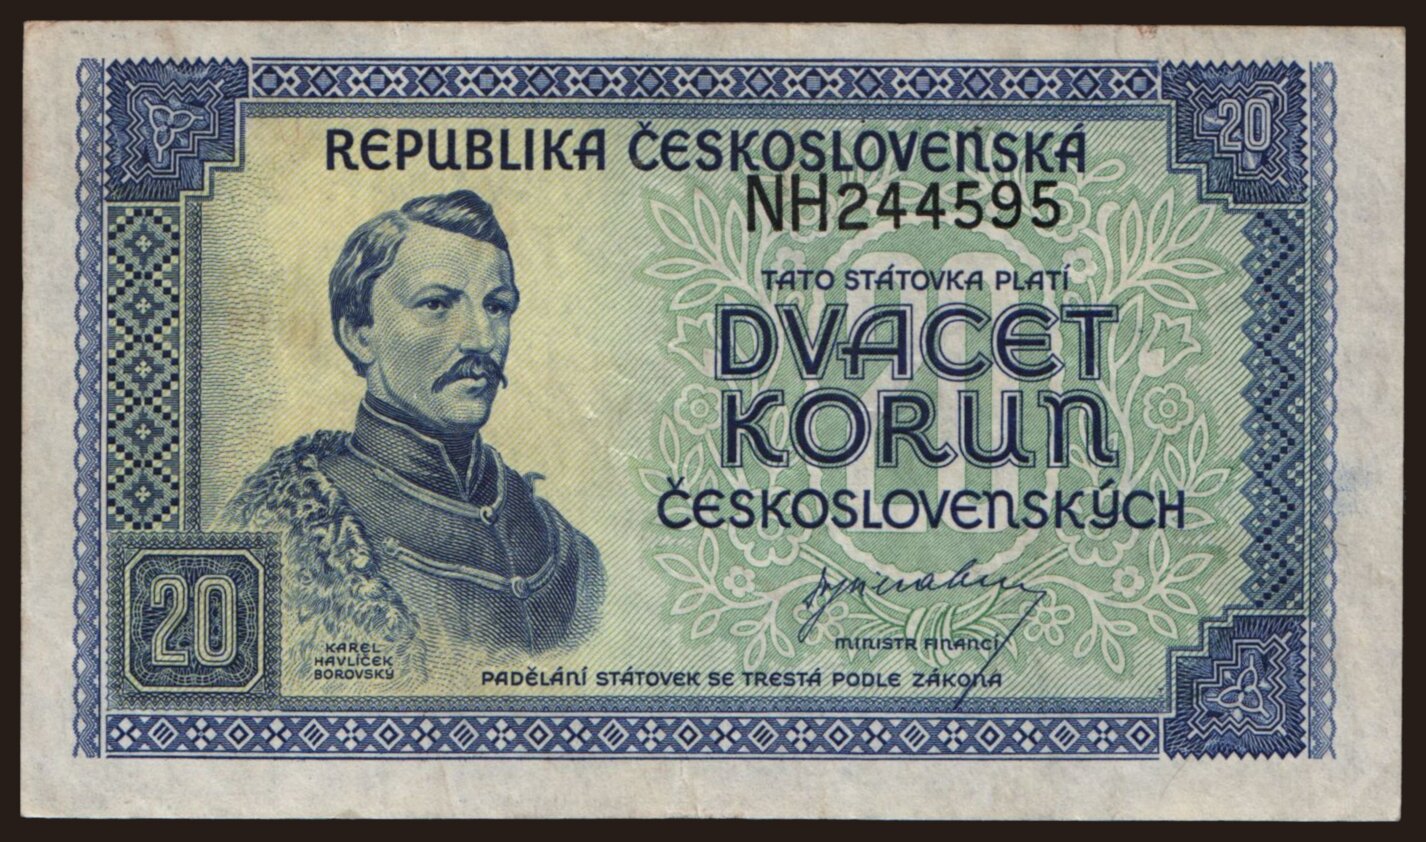 20
REPUBLIKA ČESKOSLOVENSKÁ
NH244595
TATO STÁTOVKA PLATÍ
DVACET
KORUN
ČESKOSLOVENSKÝCH
20
20
KAREL
HAVLÍČEK
BOROVSKÝ
MINISTR FINANCÍ
PADĚLÁNÍ STÁTOVEK SE TRESTÁ PODLE ZÁKONA